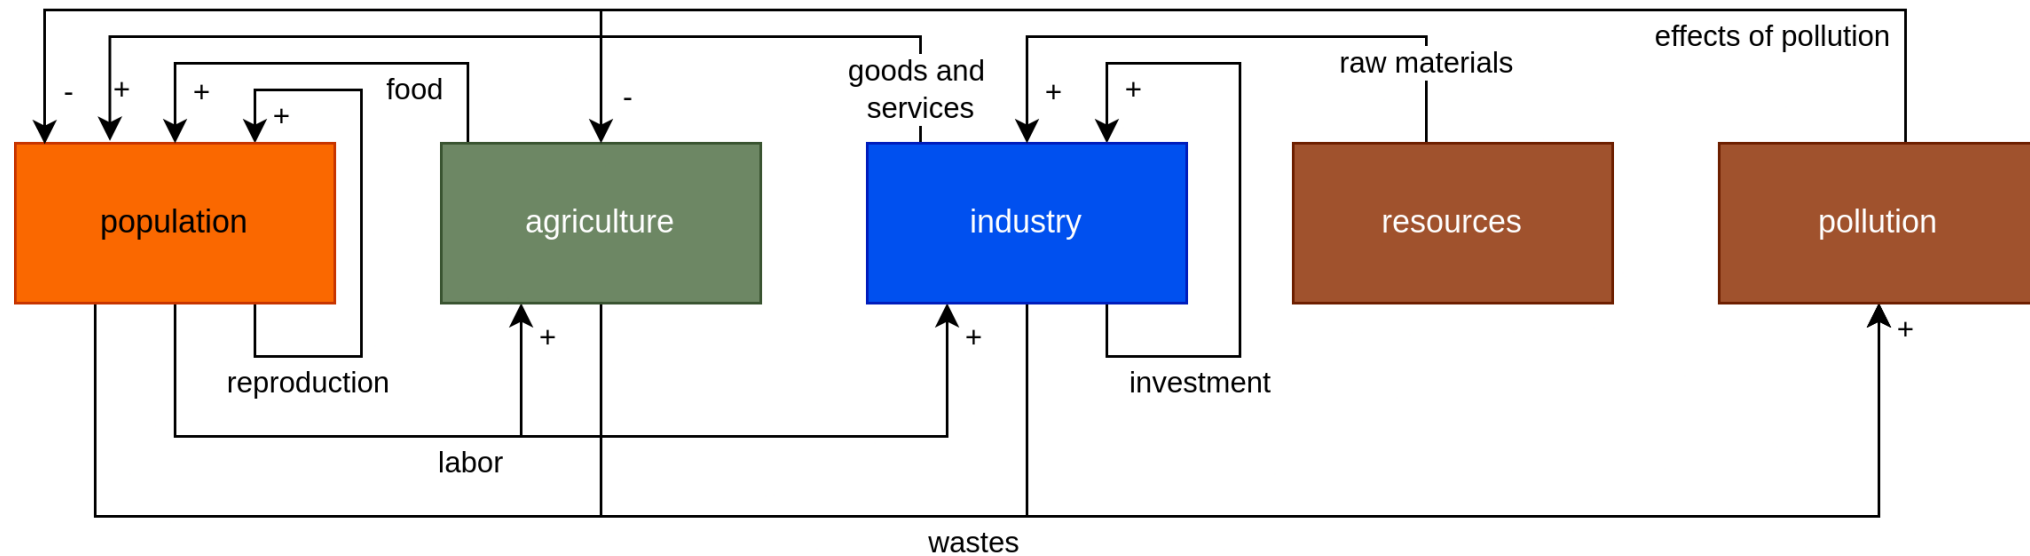 effects of pollution
goods and
services
raw materials
food
-
+
+
+
-
+
+
population
agriculture
industry
resources
pollution
+
+
+
reproduction
investment
labor
wastes